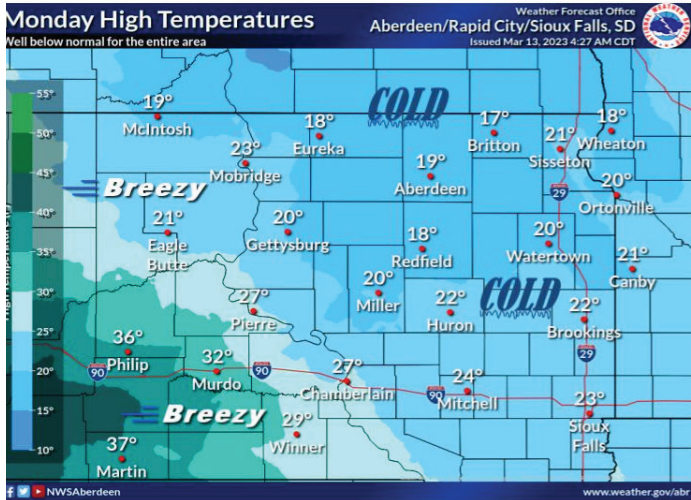 Monday High Temperatures
Well below normal for the entire area
Weather Forecast Office
Aberdeen/Rapid City/Sioux Falls, SD
Issued Mar 13, 2023 4:27 AM CDT
55°
50°
45°
40°
35°
30°
25°
20°
15°
10°
19°
McIntosh
18°
Eureka
COLD
17°
Britton
21°
Sisseton
18°
Wheaton
23°
Mobridge
19°
Aberdeen
29
20°
Ortonville
Breezy
21°
Eagle
Butte
20°
Gettysburg
18°
Redfield
20°
Watertown
21°
Canby
20°
Miller
27°
Pierre
22°
Huron
COLD
22°
Brookings
36°
Philip
90
32°
Murdo
90
27°
Chamberlain
90
24°
Mitchell
29
23°
Sioux
Falls
Breezy
29°
Winner
37°
Martin
NWSAberdeen
www.weather.gov/abr